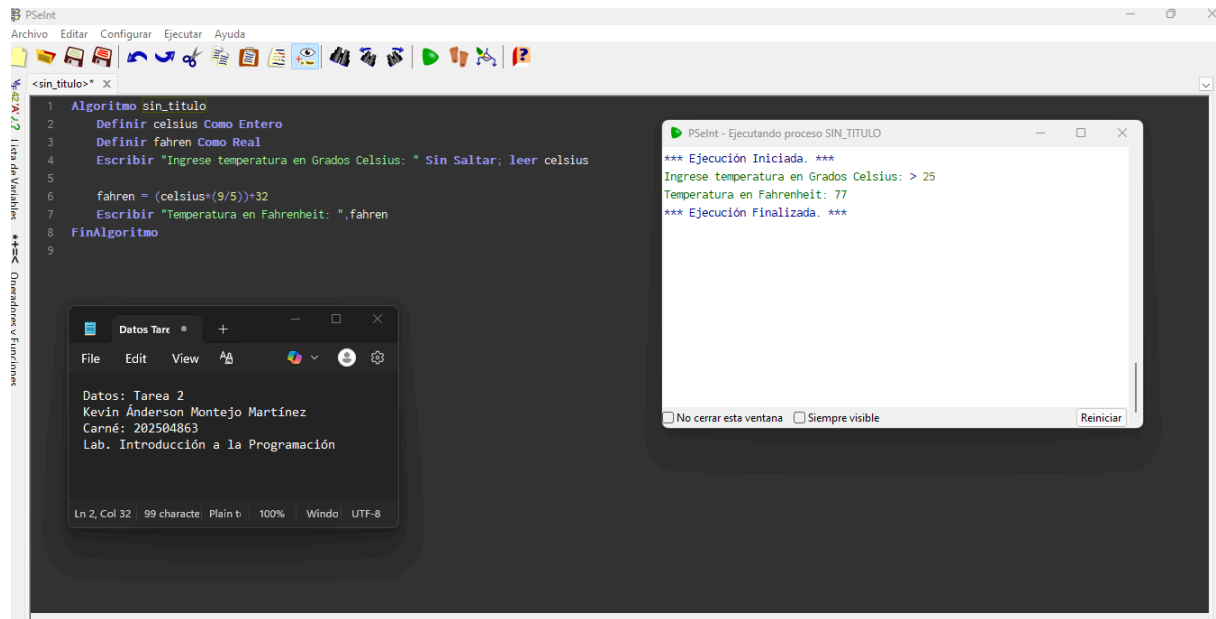 PSeInt
Archivo Editar Configurar Ejecutar Ayuda
<sin_titulo>* X
Lista de Variables
*+=< Operadores y Funciones
1 Algoritmo sin_titulo
2 Definir celsius Como Entero
3 Definir fahren Como Real
4 Escribir "Ingrese temperatura en Grados Celsius: " Sin Saltar; leer celsius
5
6 fahren = (celsius*(9/5))+32
7 Escribir "Temperatura en Fahrenheit: ",fahren
8 FinAlgoritmo
9
PSeInt - Ejecutando proceso SIN_TITULO
*** Ejecución Iniciada. ***
Ingrese temperatura en Grados Celsius: > 25
Temperatura en Fahrenheit: 77
*** Ejecución Finalizada. ***
No cerrar esta ventana Siempre visible Reiniciar
Datos Tare
File Edit View
Datos: Tarea 2
Kevin Ánderson Montejo Martínez
Carné: 202504863
Lab. Introducción a la Programación
Ln 2, Col 32 99 characte Plain t 100% Windo UTF-8